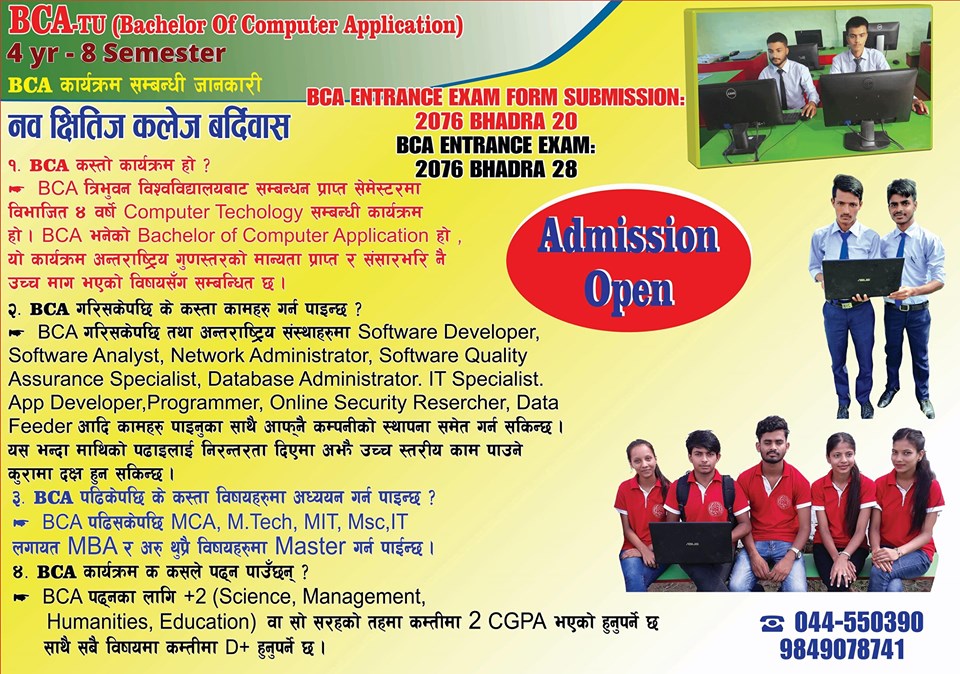 BCA-TU (Bachelor Of Computer Application)
4 yr - 8 Semester
BCA कार्यक्रम सम्बन्धी जानकारी
नव क्षितिज कलेज बर्दिवास
BCA ENTRANCE EXAM FORM SUBMISSION:
2076 BHADRA 20
BCA ENTRANCE EXAM:
2076 BHADRA 28
१. BCA कस्तो कार्यक्रम हो ?
☛ BCA त्रिभुवन विश्वविद्यालयबाट सम्बन्धन प्राप्त सेमेस्टरमा
विभाजित ४ वर्षे Computer Techology सम्बन्धी कार्यक्रम
हो। BCA भनेको Bachelor of Computer Application हो ,
यो कार्यक्रम अन्तराष्ट्रिय गुणस्तरको मान्यता प्राप्त र संसारभरि नै
उच्च माग भएको विषयसँग सम्बन्धित छ।
२. BCA गरिसकेपछि के कस्ता कामहरु गर्न पाइन्छ ?
☛ BCA गरिसकेपछि तथा अन्तराष्ट्रिय संस्थाहरुमा Software Developer,
Software Analyst, Network Administrator, Software Quality
Assurance Specialist, Database Administrator. IT Specialist.
App Developer,Programmer, Online Security Resercher, Data
Feeder आदि कामहरु पाइनुका साथै आफ्नै कम्पनीको स्थापना समेत गर्न सकिन्छ।
यस भन्दा माथिको पढाइलाई निरन्तरता दिएमा अझै उच्च स्तरीय काम पाउने
कुरामा दक्ष हुन सकिन्छ।
३. BCA पढिकेपछि के कस्ता विषयहरुमा अध्ययन गर्न पाइन्छ ?
☛ BCA पढिसकेपछि MCA, M.Tech, MIT, Msc,IT
लगायत MBA र अरु थुप्रै विषयहरुमा Master गर्न पाईन्छ।
४. BCA कार्यक्रम क कसले पढ्न पाउँछन् ?
☛ BCA पढ्नका लागि +2 (Science, Management,
Humanities, Education) वा सो सरहको तहमा कम्तीमा 2 CGPA भएको हुनुपर्ने छ
साथै सबै विषयमा कम्तीमा D+ हुनुपर्ने छ।
Admission
Open
☎ 044-550390
9849078741